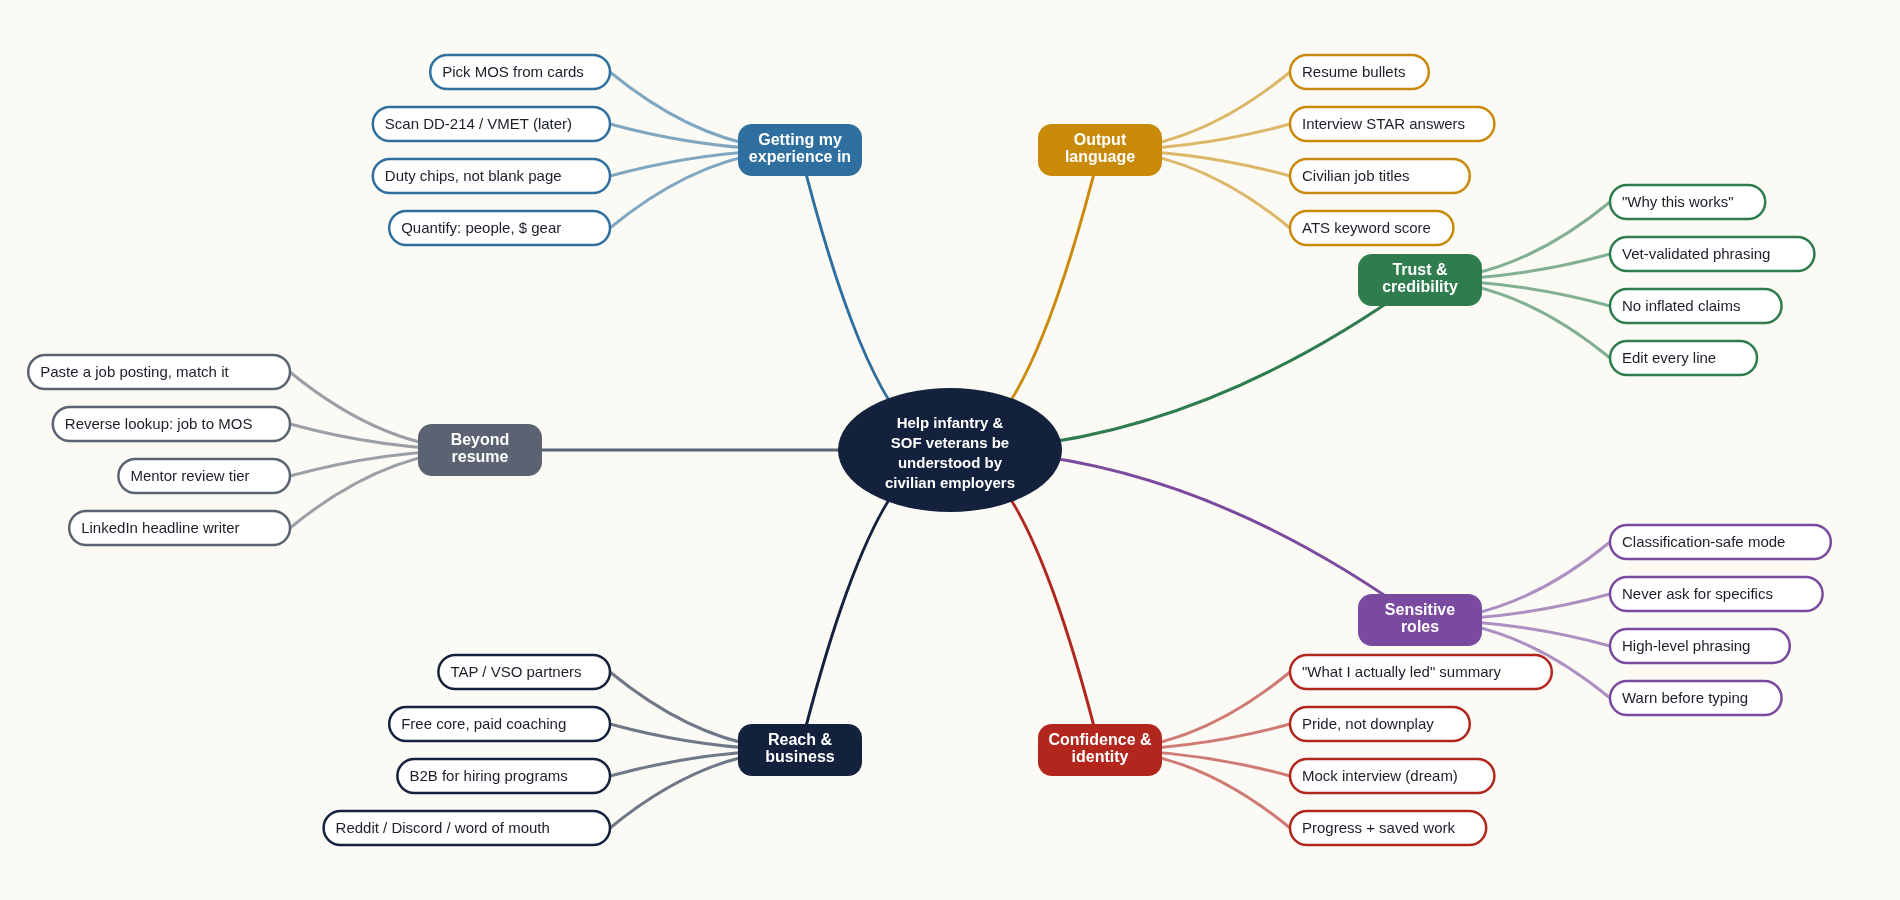 Help infantry &
SOF veterans be
understood by
civilian employers
Getting my
experience in
Pick MOS from cards
Scan DD-214 / VMET (later)
Duty chips, not blank page
Quantify: people, $ gear
Output
language
Resume bullets
Interview STAR answers
Civilian job titles
ATS keyword score
Trust &
credibility
"Why this works"
Vet-validated phrasing
No inflated claims
Edit every line
Sensitive
roles
Classification-safe mode
Never ask for specifics
High-level phrasing
Warn before typing
Confidence &
identity
"What I actually led" summary
Pride, not downplay
Mock interview (dream)
Progress + saved work
Reach &
business
TAP / VSO partners
Free core, paid coaching
B2B for hiring programs
Reddit / Discord / word of mouth
Beyond
resume
Paste a job posting, match it
Reverse lookup: job to MOS
Mentor review tier
LinkedIn headline writer